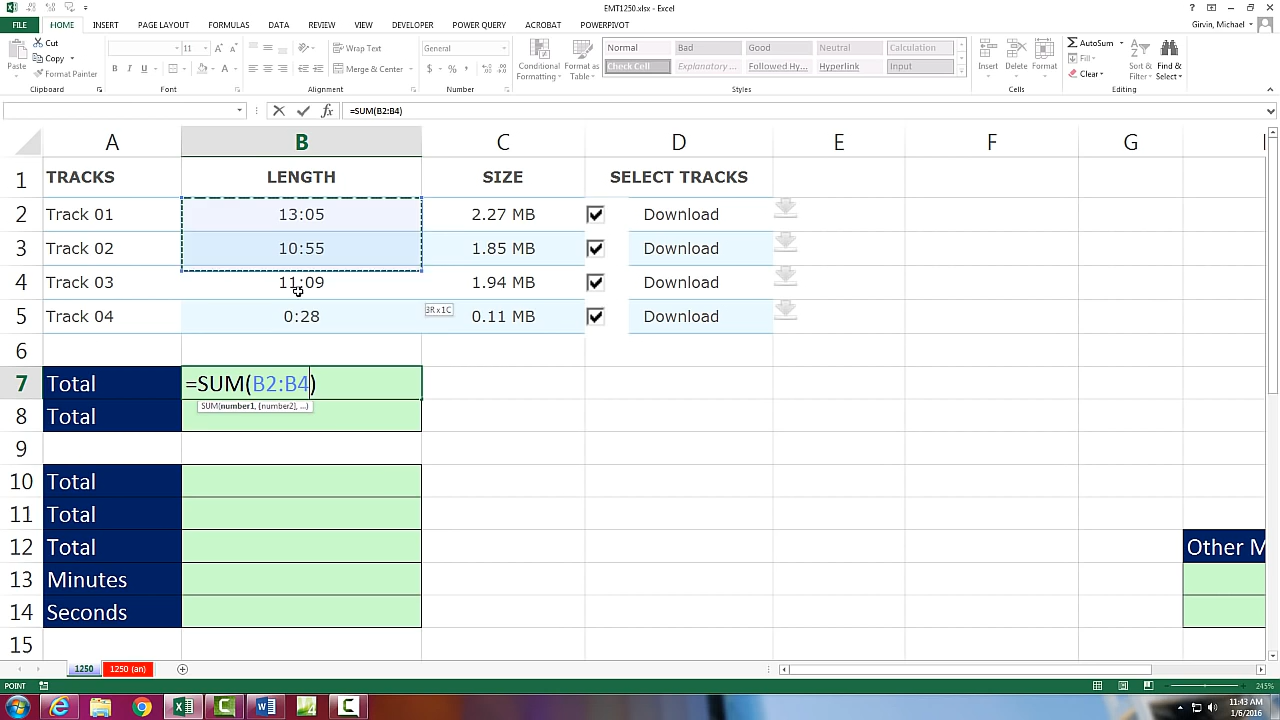 EMT1250.xlsx - Excel
FILE HOME INSERT PAGE LAYOUT FORMULAS DATA REVIEW VIEW DEVELOPER POWER QUERY ACROBAT POWERPIVOT Girvin, Michael
Paste Cut Copy Format Painter
11 B I U Wrap Text Merge & Center General $ % ,
Conditional Formatting Format as Table Normal Bad Good Neutral Calculation
Check Cell Explanatory ... Followed Hy... Hyperlink Input
Insert Delete Format AutoSum Fill Clear Sort & Filter Find & Select
Clipboard Font Alignment Number Styles Cells Editing
fx =SUM(B2:B4)
A B C D E F G
1 TRACKS LENGTH SIZE SELECT TRACKS
2 Track 01 13:05 2.27 MB Download
3 Track 02 10:55 1.85 MB Download
4 Track 03 11:09 1.94 MB Download
5 Track 04 0:28 0.11 MB Download
3R x 1C
6
7 Total =SUM(B2:B4)
SUM(number1, [number2], ...)
8 Total
9
10 Total
11 Total
12 Total Other M
13 Minutes
14 Seconds
15
1250 1250 (an)
POINT 245%
11:43 AM
1/6/2016